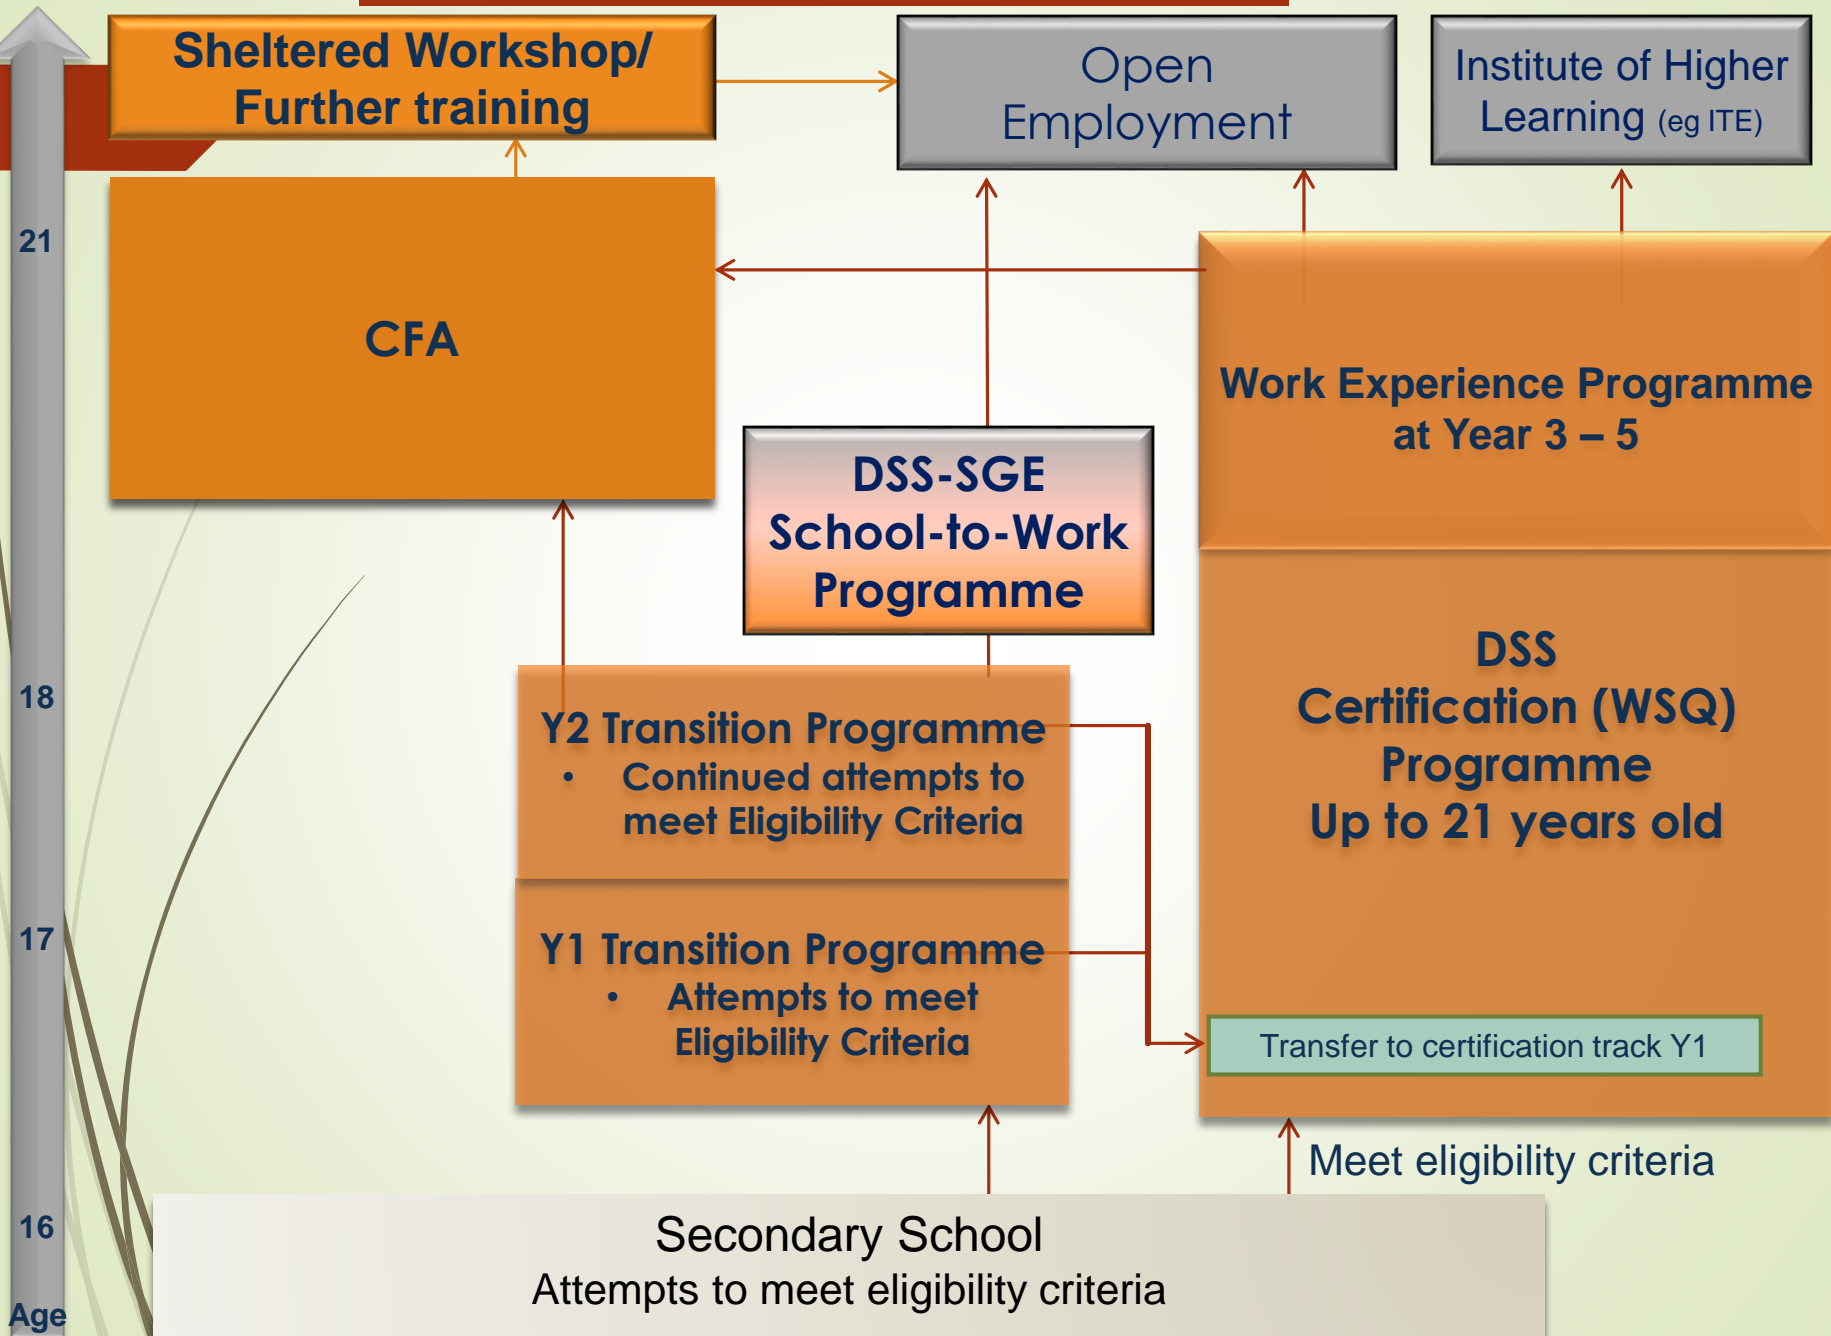 Sheltered Workshop/
Further training
Open
Employment
Institute of Higher
Learning (eg ITE)
21
CFA
Work Experience Programme
at Year 3 – 5
DSS-SGE
School-to-Work
Programme
DSS
Certification (WSQ)
Programme
Up to 21 years old
18
Y2 Transition Programme
• Continued attempts to
meet Eligibility Criteria
17
Y1 Transition Programme
• Attempts to meet
Eligibility Criteria
Transfer to certification track Y1
Meet eligibility criteria
16
Secondary School
Attempts to meet eligibility criteria
Age